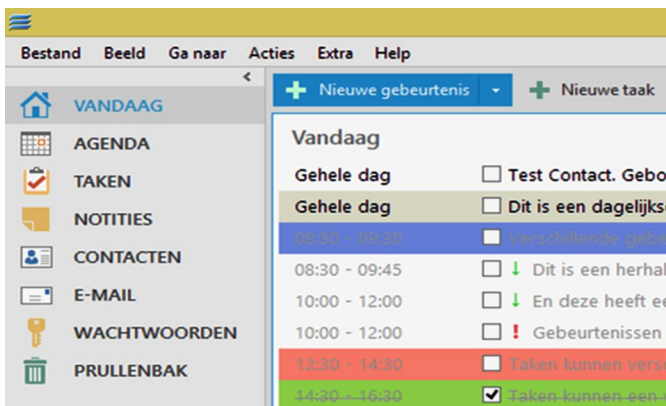 Bestand Beeld Ga naar Acties Extra Help
VANDAAG
AGENDA
TAKEN
NOTITIES
CONTACTEN
E-MAIL
WACHTWOORDEN
PRULLENBAK
Nieuwe gebeurtenis Nieuwe taak
Vandaag
Gehele dag Test Contact. Gebo
Gehele dag Dit is een dagelijks
08:30 - 09:30 Verschillende gebe
08:30 - 09:45 Dit is een herhal
10:00 - 12:00 En deze heeft ee
10:00 - 12:00 Gebeurtenissen
12:30 - 14:30 Taken kunnen vers
14:30 - 16:30 Taken kunnen een